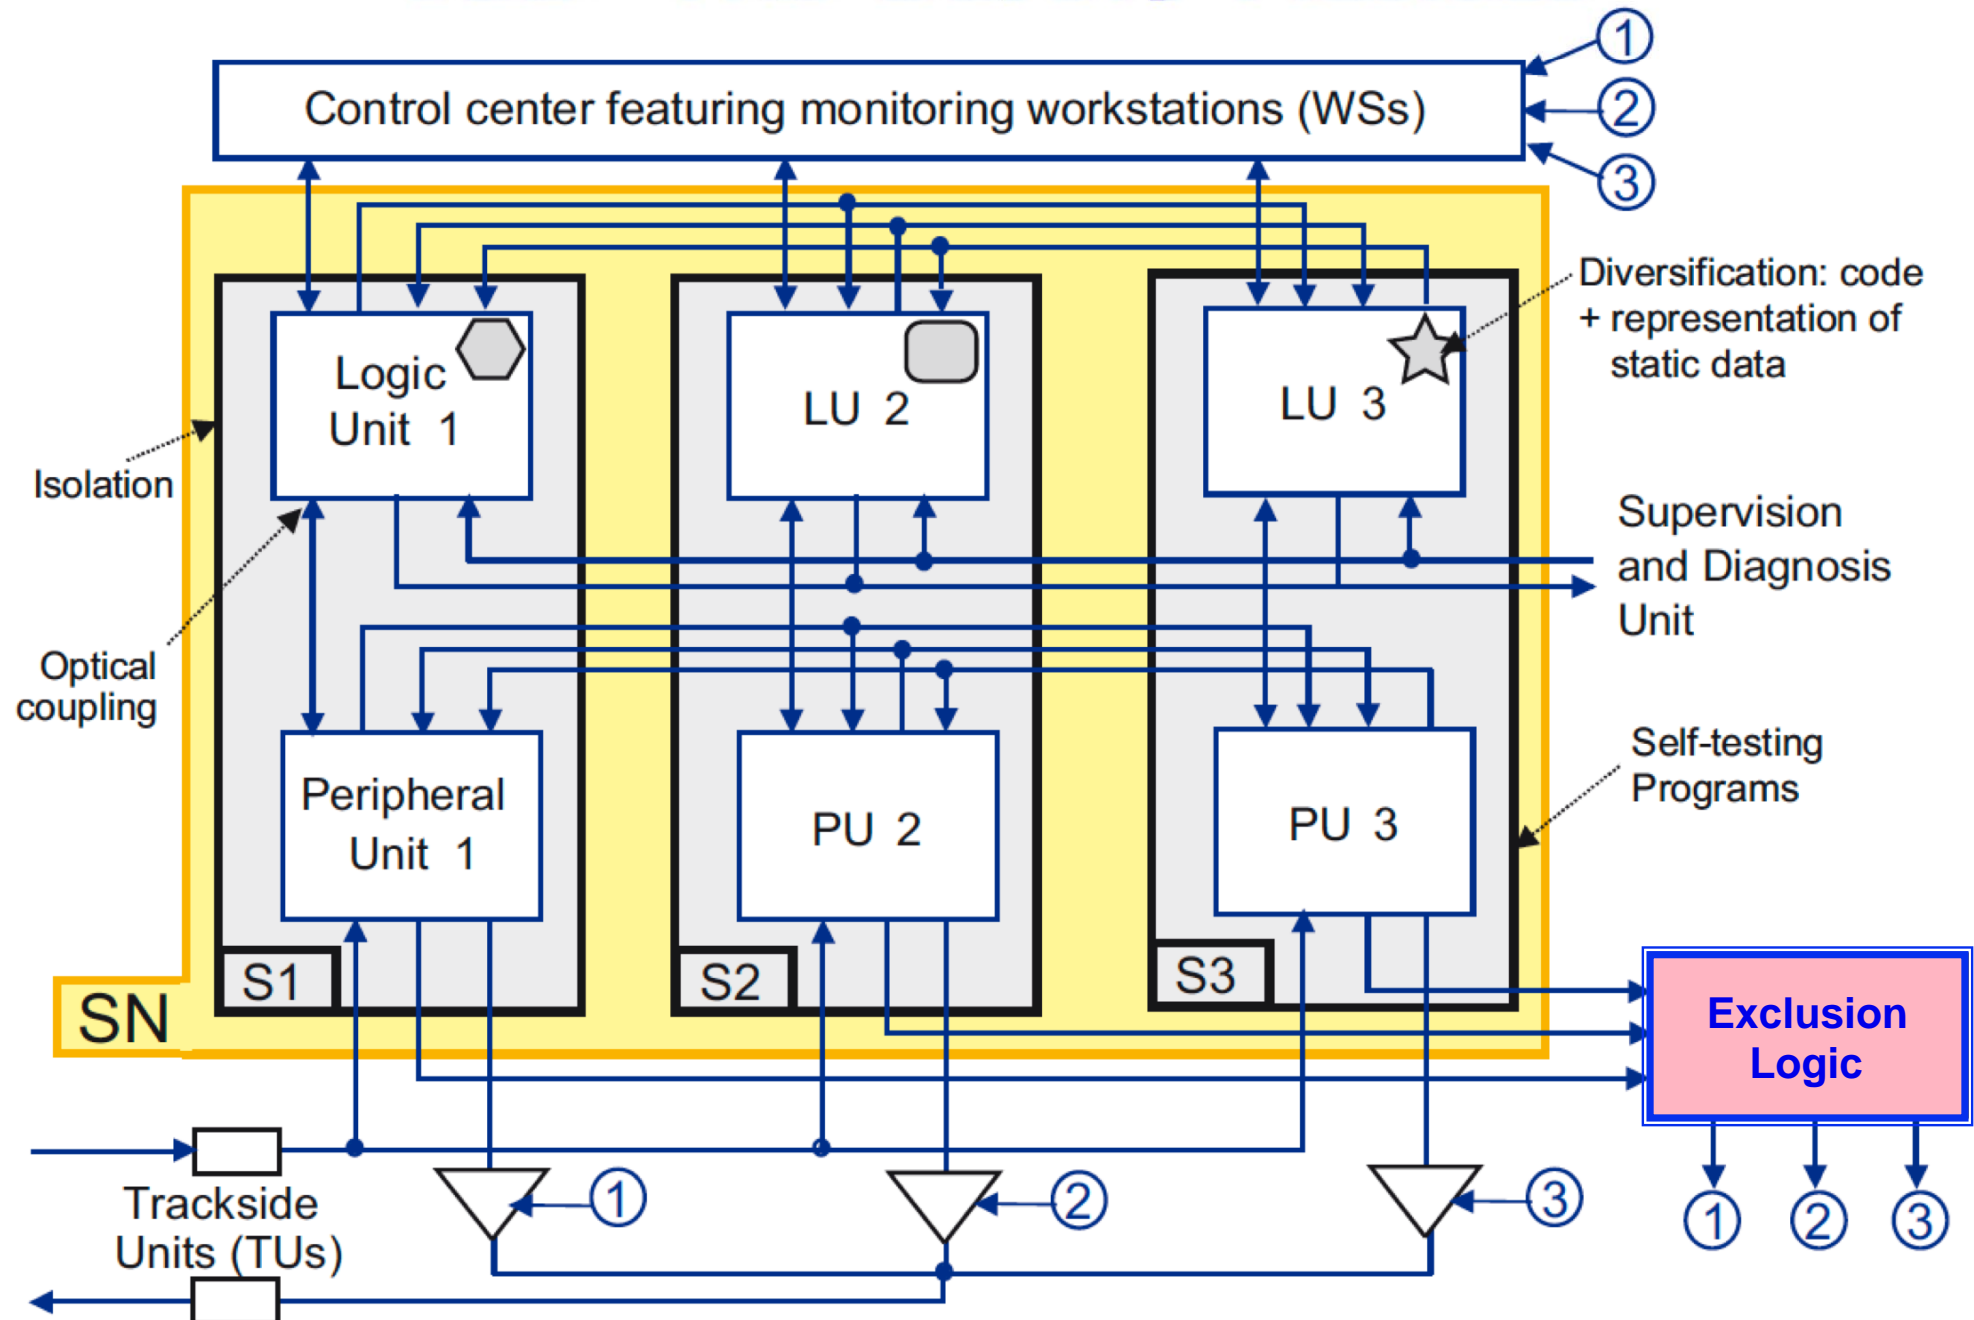 1
Control center featuring monitoring workstations (WSs)
2
3
Diversification: code
+ representation of
static data
Logic
Unit 1
LU 2
LU 3
Isolation
Supervision
and Diagnosis
Unit
Optical
coupling
Self-testing
Programs
Peripheral
Unit 1
PU 2
PU 3
S1
S2
S3
SN
Exclusion
Logic
Trackside
Units (TUs)
1
2
3
1
2
3